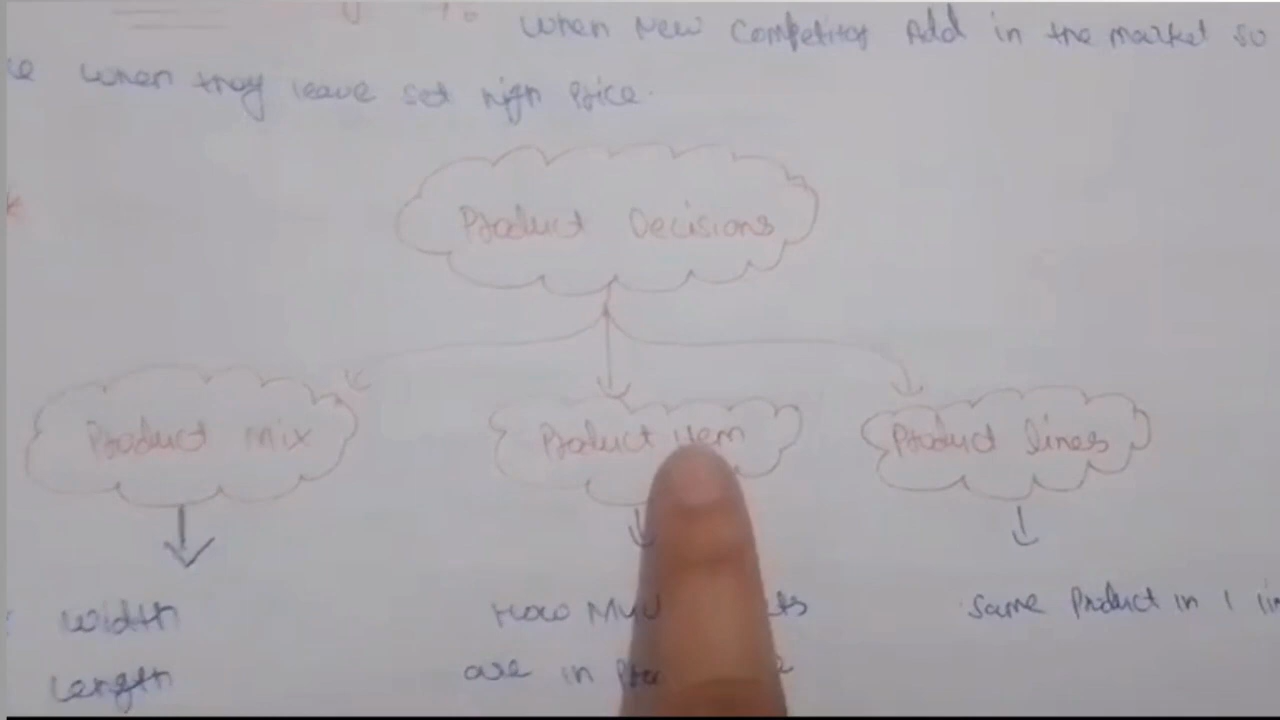 When New Competitor Add in the market so
when they leave set high Price.
Product Decisions
Product mix
Product item
Product lines
width
How
Same Product in 1
Length
are in